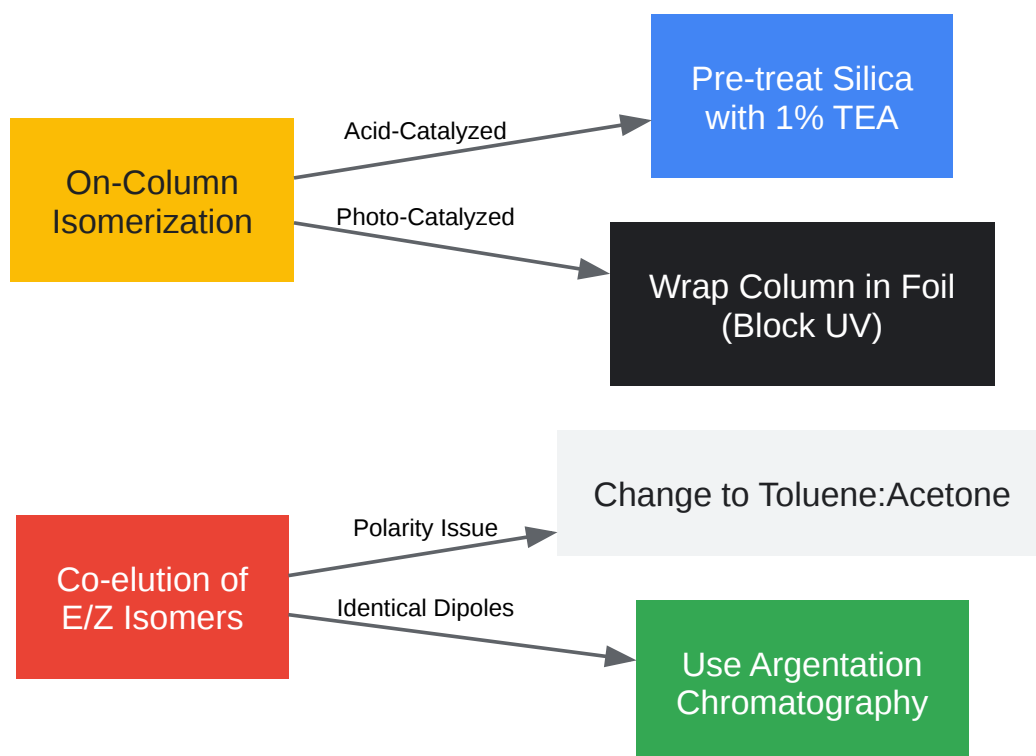 On-Column
Isomerization
Acid-Catalyzed
Pre-treat Silica
with 1% TEA
Photo-Catalyzed
Wrap Column in Foil
(Block UV)
Co-elution of
E/Z Isomers
Polarity Issue
Change to Toluene:Acetone
Identical Dipoles
Use Argentation
Chromatography